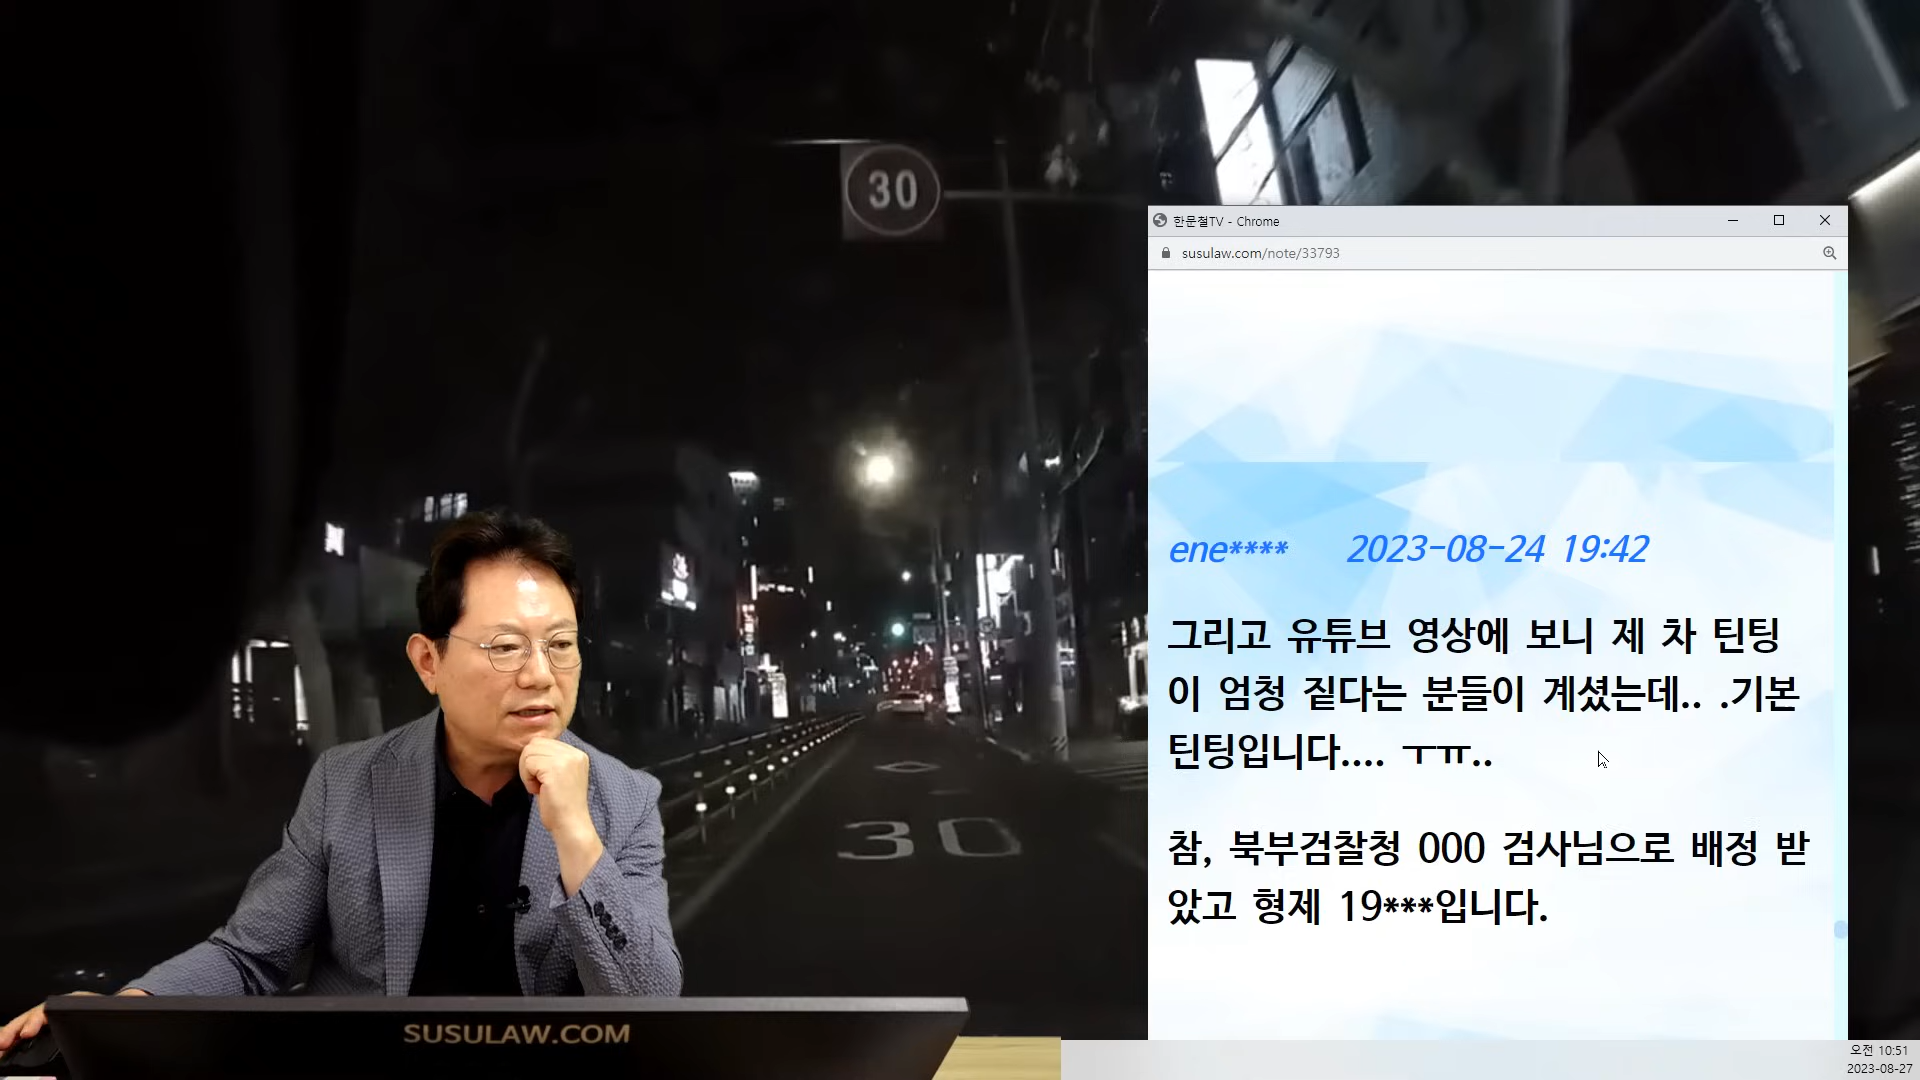 30
한문철TV - Chrome
susulaw.com/note/33793
ene**** 2023-08-24 19:42
그리고 유튜브 영상에 보니 제 차 틴팅
이 엄청 짙다는 분들이 계셨는데.. .기본
틴팅입니다.... ㅜㅠ..
참, 북부검찰청 000 검사님으로 배정 받
았고 형제 19***입니다.
30
SUSULAW.COM
오전 10:51
2023-08-27